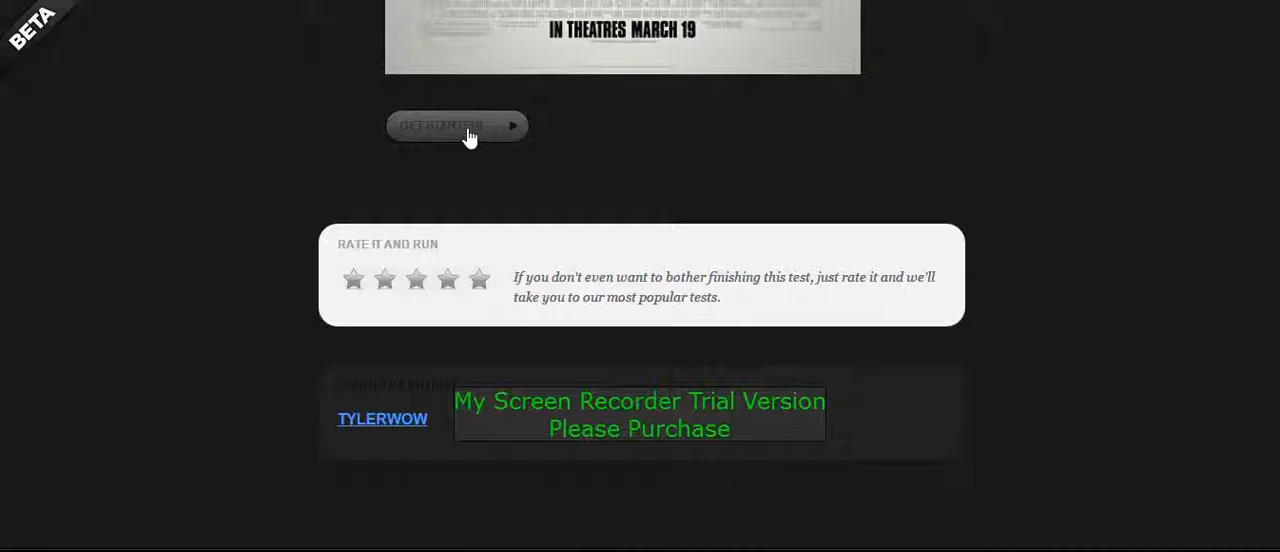 BETA
IN THEATRES MARCH 19
GET STARTED!
RATE IT AND RUN
If you don't even want to bother finishing this test, just rate it and we'll
take you to our most popular tests.
TYLERWOW
My Screen Recorder Trial Version
Please Purchase